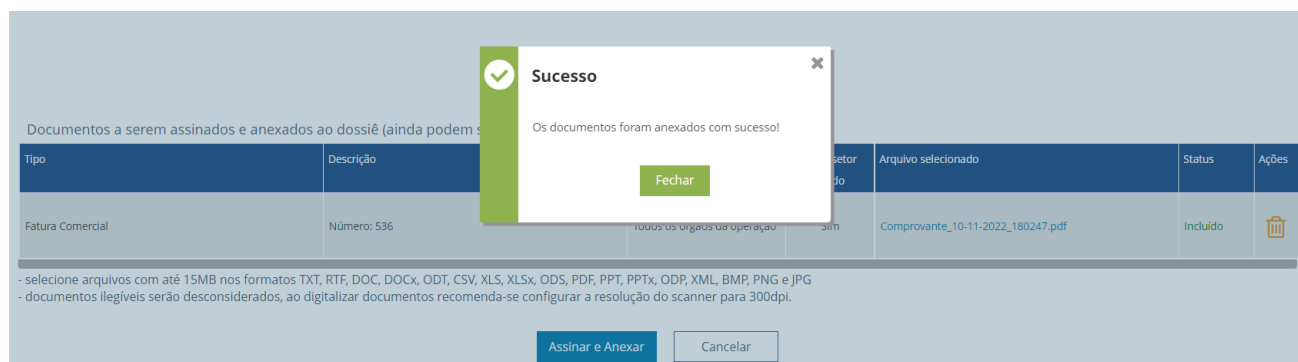 Sucesso
Os documentos foram anexados com sucesso!
Fechar
Documentos a serem assinados e anexados ao dossiê (ainda podem
Tipo Descrição setor Arquivo selecionado Status Ações
Fatura Comercial Número: 536 Todos os órgãos da operação Sim Comprovante_10-11-2022_180247.pdf Incluído
- selecione arquivos com até 15MB nos formatos TXT, RTF, DOC, DOCx, ODT, CSV, XLS, XLSx, ODS, PDF, PPT, PPTx, ODP, XML, BMP, PNG e JPG
- documentos ilegíveis serão desconsiderados, ao digitalizar documentos recomenda-se configurar a resolução do scanner para 300dpi.
Assinar e Anexar Cancelar